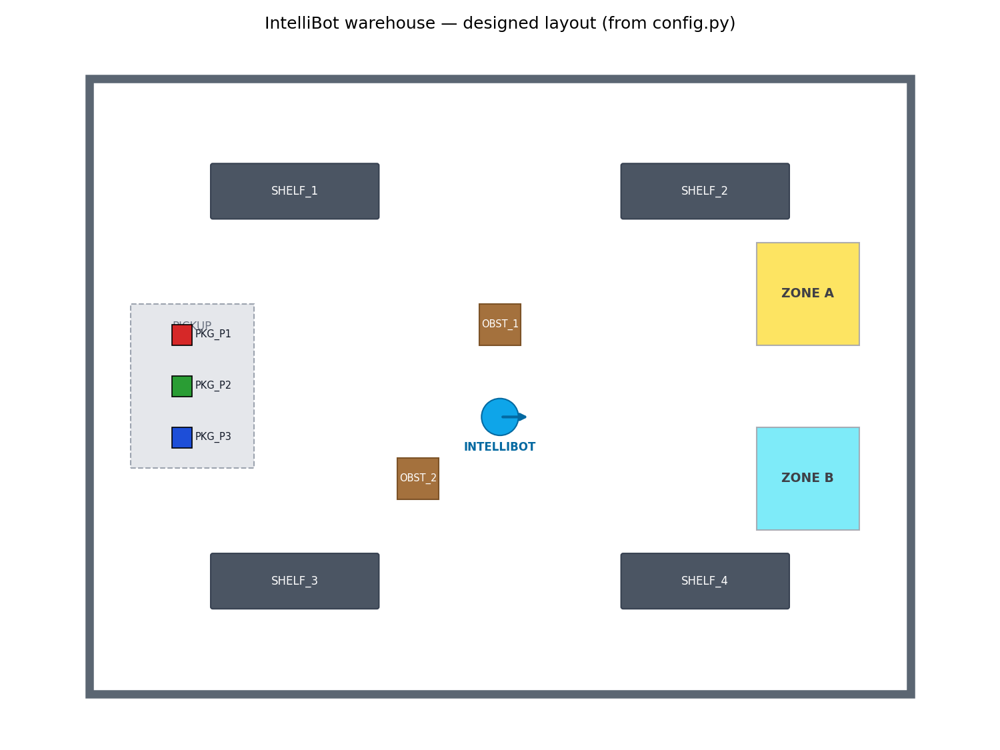 IntelliBot warehouse — designed layout (from config.py)
SHELF_1
SHELF_2
ZONE A
PICKUP
PKG_P1
OBST_1
PKG_P2
PKG_P3
INTELLIBOT
OBST_2
ZONE B
SHELF_3
SHELF_4